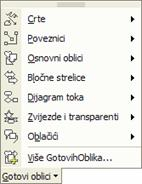 Crte
Poveznici
Osnovni oblici
Bločne strelice
Dijagram toka
Zvijezde i transparenti
Oblačići
Više GotovihOblika...
Gotovi oblici